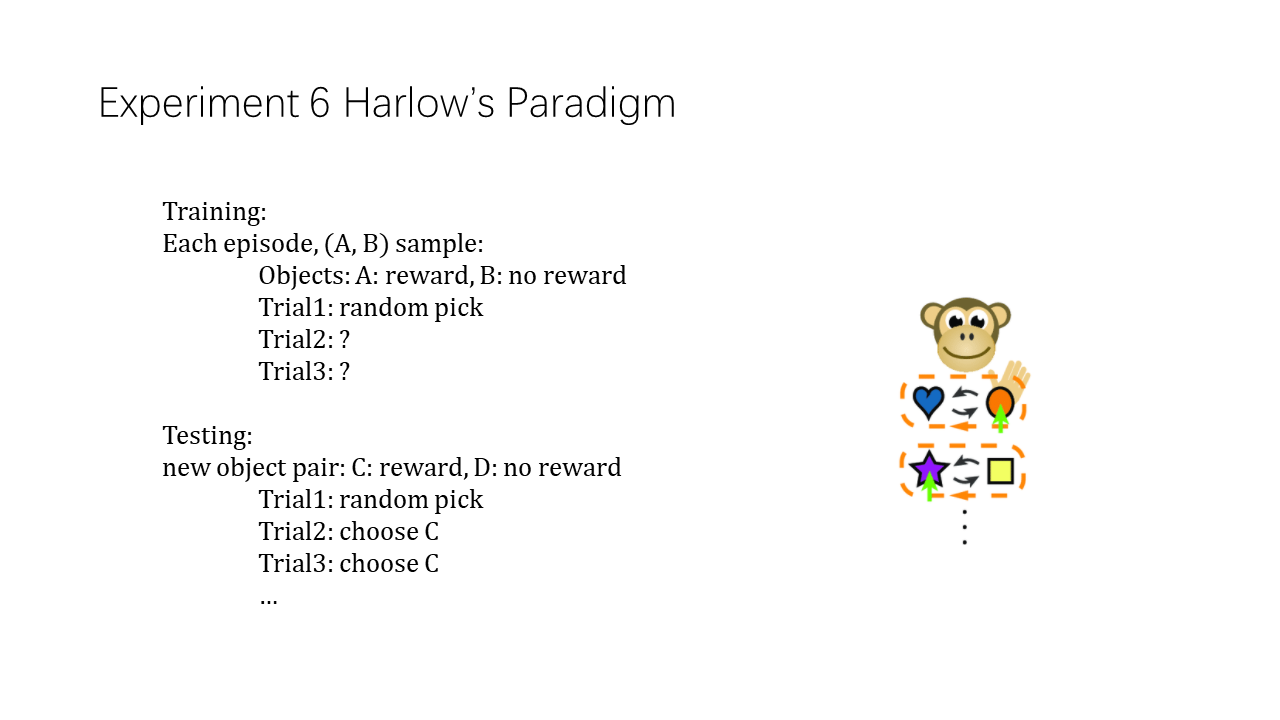 Experiment 6 Harlow’s Paradigm
Training:
Each episode, (A, B) sample:
Objects: A: reward, B: no reward
Trial1: random pick
Trial2: ?
Trial3: ?
Testing:
new object pair: C: reward, D: no reward
Trial1: random pick
Trial2: choose C
Trial3: choose C
...